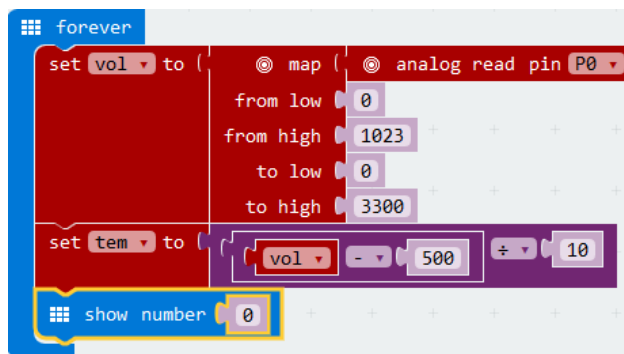 forever
set vol to map analog read pin P0
from low 0
from high 1023
to low 0
to high 3300
set tem to vol - 500 ÷ 10
show number 0